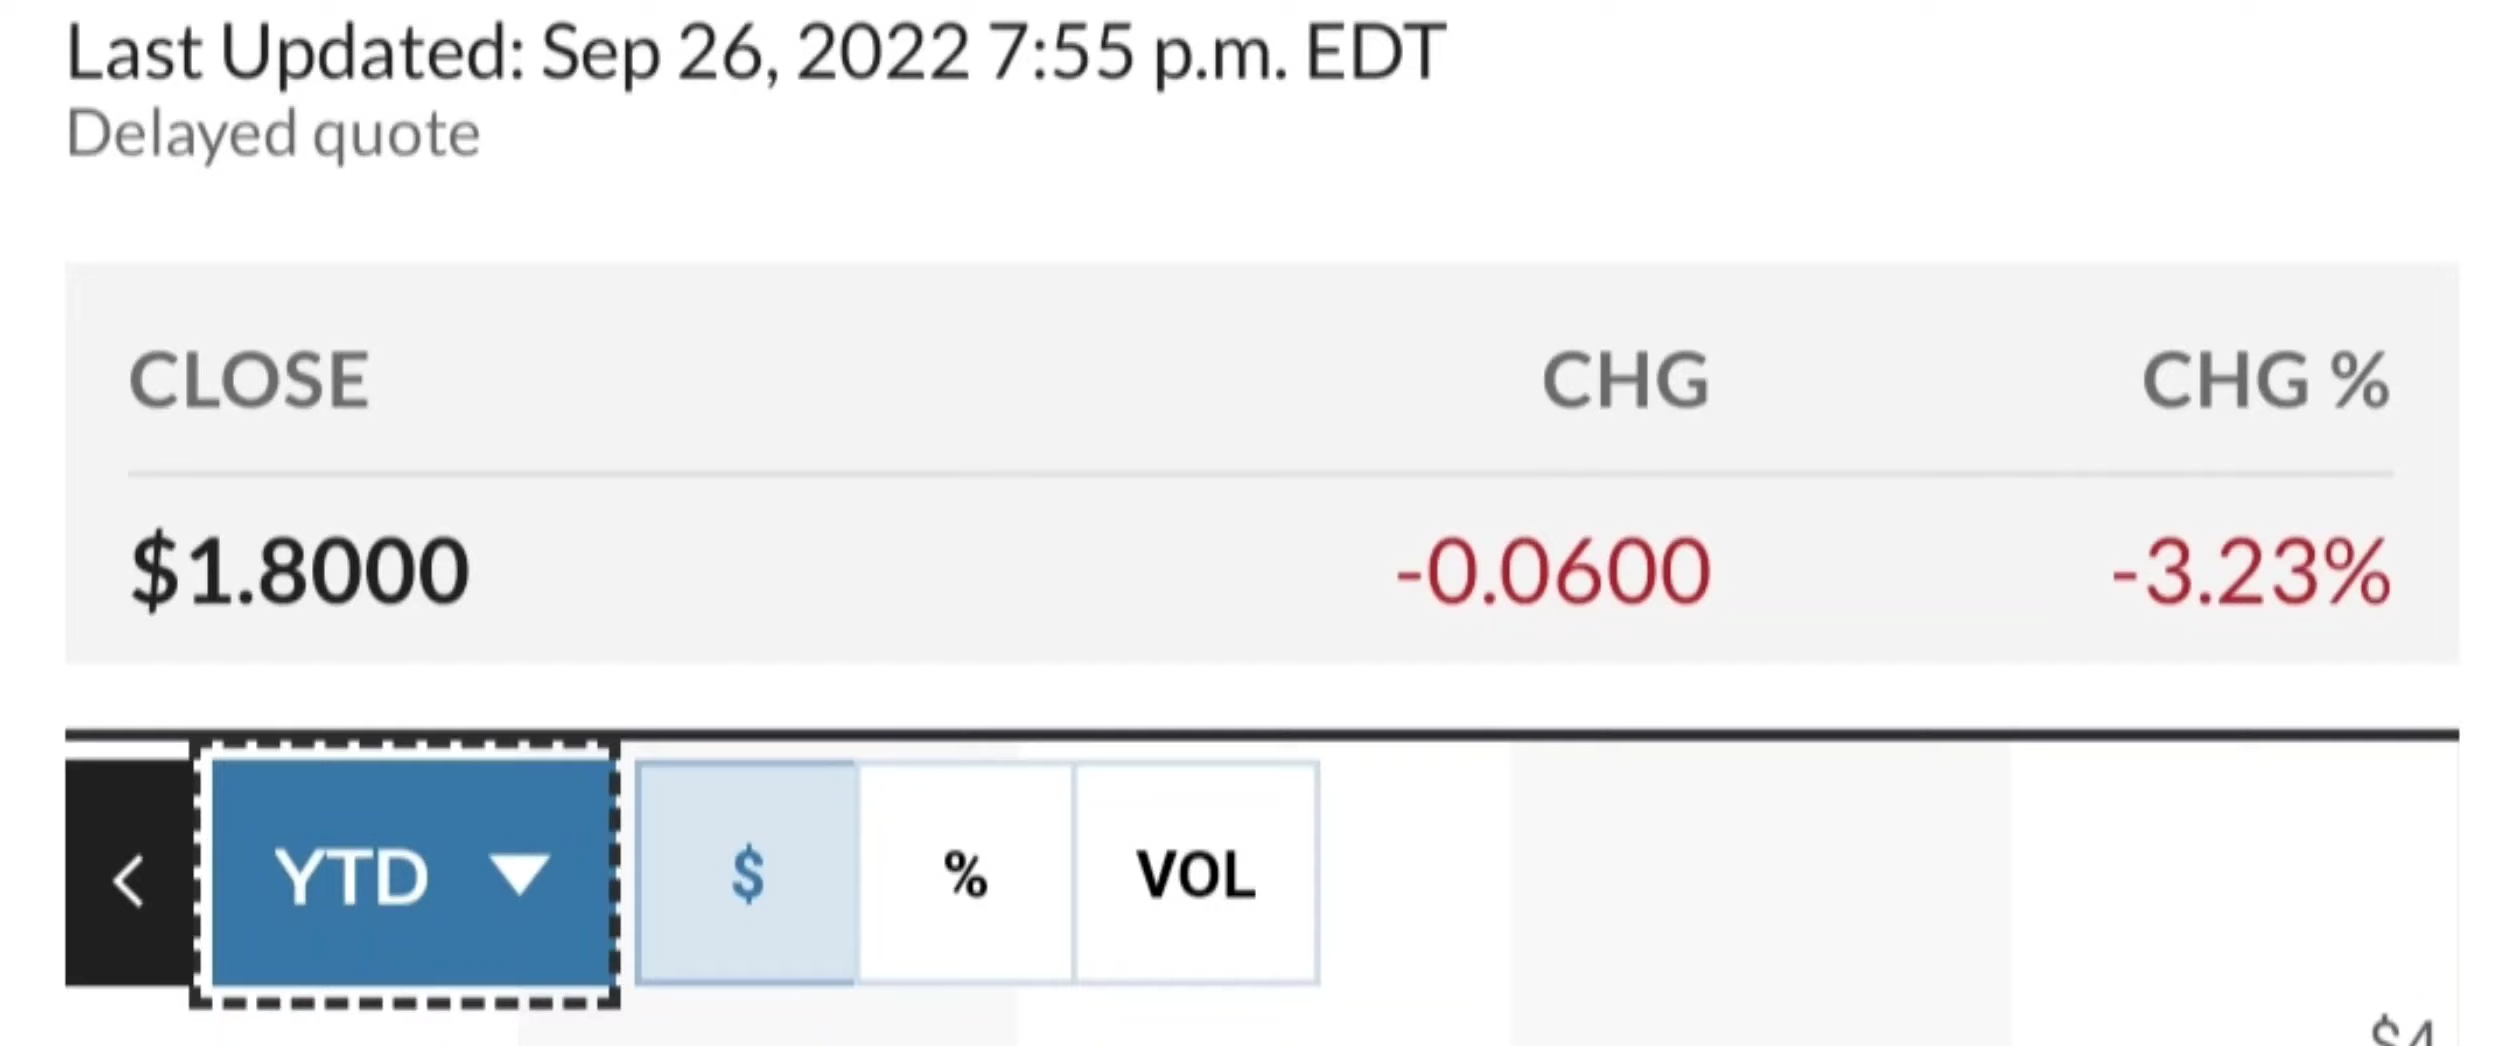 Last Updated: Sep 26, 2022 7:55 p.m. EDT
Delayed quote
CLOSE CHG CHG %
$1.8000 -0.0600 -3.23%
YTD $ % VOL
$4